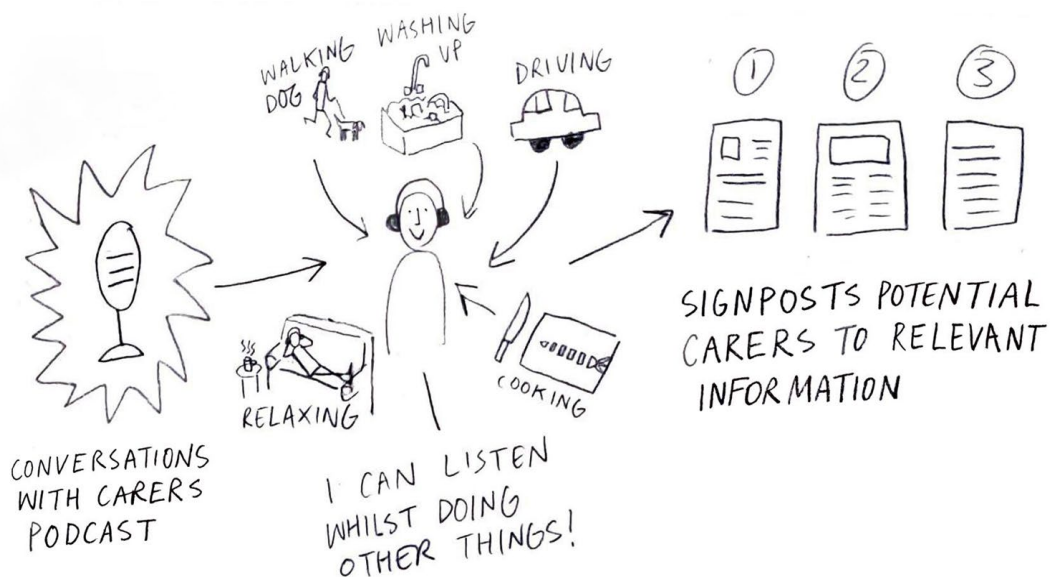 WALKING
DOG
WASHING
UP
DRIVING
1
2
3
RELAXING
COOKING
CONVERSATIONS
WITH CARERS
PODCAST
I CAN LISTEN
WHILST DOING
OTHER THINGS!
SIGNPOSTS POTENTIAL
CARERS TO RELEVANT
INFORMATION